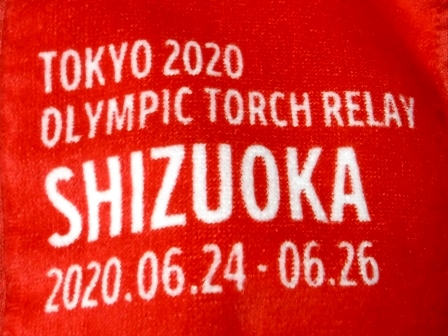 TOKYO 2020
OLYMPIC TORCH RELAY
SHIZUOKA
2020.06.24 - 06.26